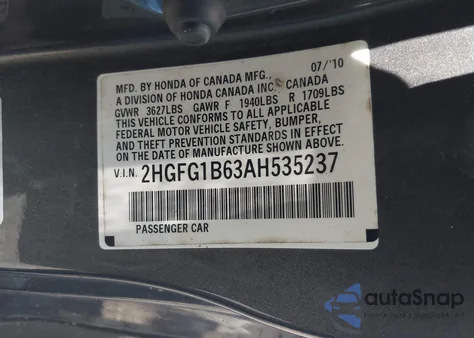 07/'10
MFD. BY HONDA OF CANADA MFG.,
A DIVISION OF HONDA CANADA INC., CANADA
GVWR 3627LBS GAWR F 1940LBS R 1709LBS
THIS VEHICLE CONFORMS TO ALL APPLICABLE
FEDERAL MOTOR VEHICLE SAFETY, BUMPER,
AND THEFT PREVENTION STANDARDS IN EFFECT
ON THE DATE OF MANUFACTURE SHOWN ABOVE.
V.I.N. 2HGFG1B63AH535237
PASSENGER CAR
autoSnap